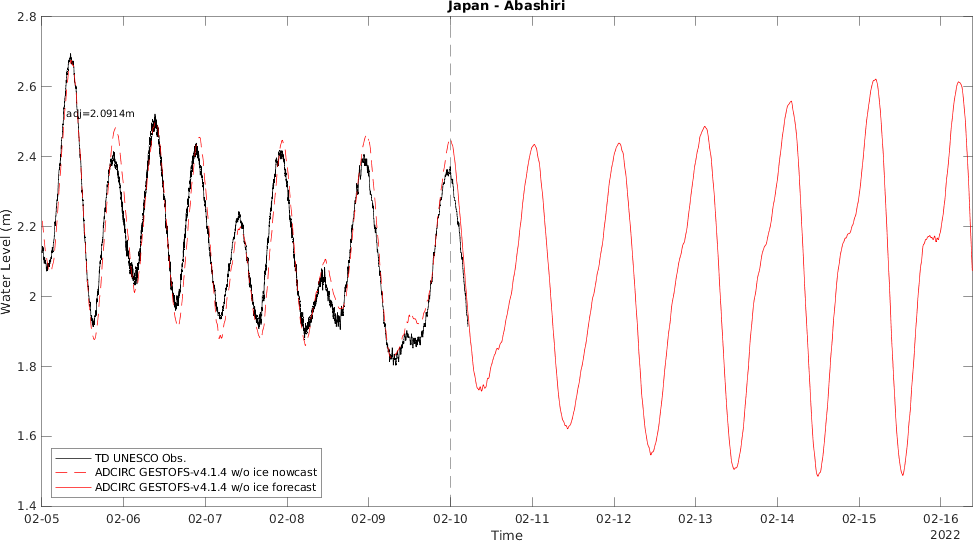 Japan - Abashiri
2.8
2.6
2.4
2.2
2
1.8
1.6
1.4
Water Level (m)
adj=2.0914m
TD UNESCO Obs.
ADCIRC GESTOFS-v4.1.4 w/o ice nowcast
ADCIRC GESTOFS-v4.1.4 w/o ice forecast
02-05 02-06 02-07 02-08 02-09 02-10 02-11 02-12 02-13 02-14 02-15 02-16
Time
2022